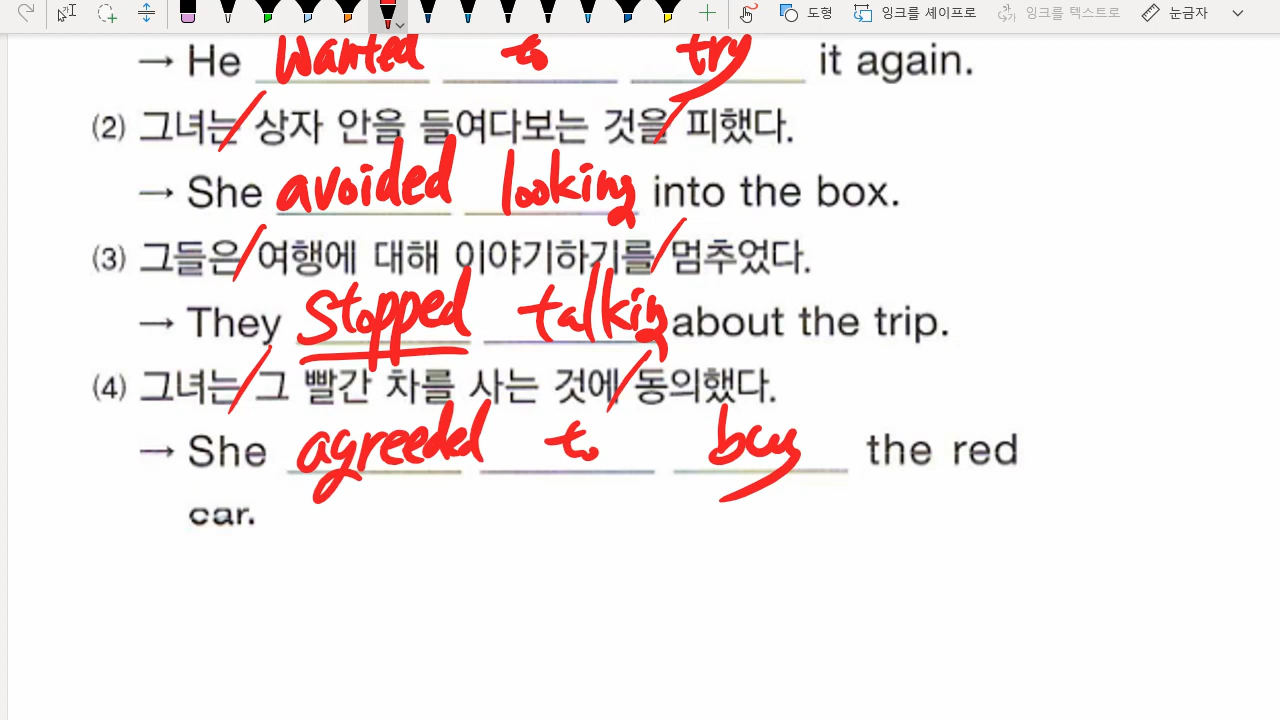 도형 잉크를 셰이프로 잉크를 텍스트로 눈금자
→ He wanted to try it again.
(2) 그녀는 / 상자 안을 들여다보는 것을 / 피했다.
→ She avoided looking into the box.
(3) 그들은 / 여행에 대해 이야기하기를 / 멈추었다.
→ They stopped talking about the trip.
(4) 그녀는 / 그 빨간 차를 사는 것에 / 동의했다.
→ She agreeded to buy the red
car.